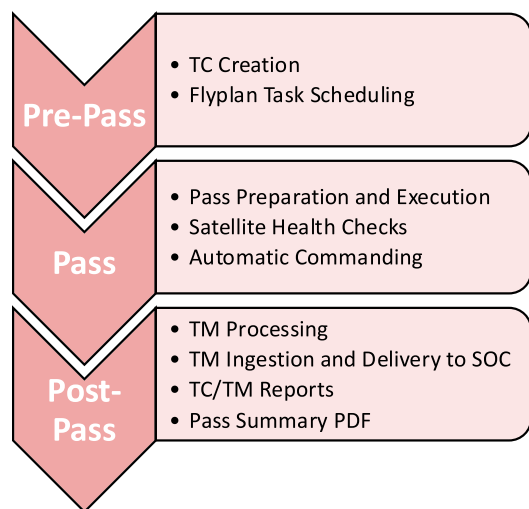 Pre-Pass
• TC Creation
• Flyplan Task Scheduling
Pass
• Pass Preparation and Execution
• Satellite Health Checks
• Automatic Commanding
Post-
Pass
• TM Processing
• TM Ingestion and Delivery to SOC
• TC/TM Reports
• Pass Summary PDF